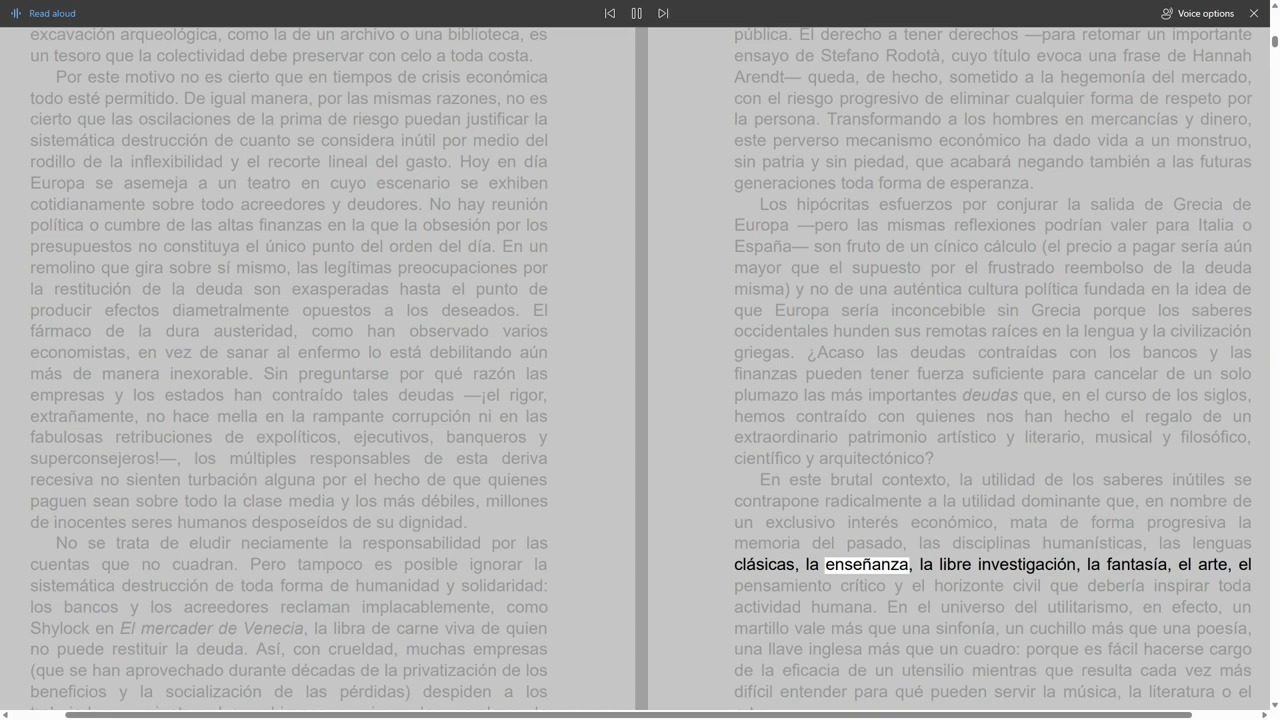 Read aloud
Voice options
excavación arqueológica, como la de un archivo o una biblioteca, es
un tesoro que la colectividad debe preservar con celo a toda costa.
Por este motivo no es cierto que en tiempos de crisis económica
todo esté permitido. De igual manera, por las mismas razones, no es
cierto que las oscilaciones de la prima de riesgo puedan justificar la
sistemática destrucción de cuanto se considera inútil por medio del
rodillo de la inflexibilidad y el recorte lineal del gasto. Hoy en día
Europa se asemeja a un teatro en cuyo escenario se exhiben
cotidianamente sobre todo acreedores y deudores. No hay reunión
política o cumbre de las altas finanzas en la que la obsesión por los
presupuestos no constituya el único punto del orden del día. En un
remolino que gira sobre sí mismo, las legítimas preocupaciones por
la restitución de la deuda son exasperadas hasta el punto de
producir efectos diametralmente opuestos a los deseados. El
fármaco de la dura austeridad, como han observado varios
economistas, en vez de sanar al enfermo lo está debilitando aún
más de manera inexorable. Sin preguntarse por qué razón las
empresas y los estados han contraído tales deudas —¡el rigor,
extrañamente, no hace mella en la rampante corrupción ni en las
fabulosas retribuciones de expolíticos, ejecutivos, banqueros y
superconsejeros!—, los múltiples responsables de esta deriva
recesiva no sienten turbación alguna por el hecho de que quienes
paguen sean sobre todo la clase media y los más débiles, millones
de inocentes seres humanos desposeídos de su dignidad.
No se trata de eludir neciamente la responsabilidad por las
cuentas que no cuadran. Pero tampoco es posible ignorar la
sistemática destrucción de toda forma de humanidad y solidaridad:
los bancos y los acreedores reclaman implacablemente, como
Shylock en El mercader de Venecia, la libra de carne viva de quien
no puede restituir la deuda. Así, con crueldad, muchas empresas
(que se han aprovechado durante décadas de la privatización de los
beneficios y la socialización de las pérdidas) despiden a los
pública. El derecho a tener derechos —para retomar un importante
ensayo de Stefano Rodotà, cuyo título evoca una frase de Hannah
Arendt— queda, de hecho, sometido a la hegemonía del mercado,
con el riesgo progresivo de eliminar cualquier forma de respeto por
la persona. Transformando a los hombres en mercancías y dinero,
este perverso mecanismo económico ha dado vida a un monstruo,
sin patria y sin piedad, que acabará negando también a las futuras
generaciones toda forma de esperanza.
Los hipócritas esfuerzos por conjurar la salida de Grecia de
Europa —pero las mismas reflexiones podrían valer para Italia o
España— son fruto de un cínico cálculo (el precio a pagar sería aún
mayor que el supuesto por el frustrado reembolso de la deuda
misma) y no de una auténtica cultura política fundada en la idea de
que Europa sería inconcebible sin Grecia porque los saberes
occidentales hunden sus remotas raíces en la lengua y la civilización
griegas. ¿Acaso las deudas contraídas con los bancos y las
finanzas pueden tener fuerza suficiente para cancelar de un solo
plumazo las más importantes deudas que, en el curso de los siglos,
hemos contraído con quienes nos han hecho el regalo de un
extraordinario patrimonio artístico y literario, musical y filosófico,
científico y arquitectónico?
En este brutal contexto, la utilidad de los saberes inútiles se
contrapone radicalmente a la utilidad dominante que, en nombre de
un exclusivo interés económico, mata de forma progresiva la
memoria del pasado, las disciplinas humanísticas, las lenguas
clásicas, la enseñanza, la libre investigación, la fantasía, el arte, el
pensamiento crítico y el horizonte civil que debería inspirar toda
actividad humana. En el universo del utilitarismo, en efecto, un
martillo vale más que una sinfonía, un cuchillo más que una poesía,
una llave inglesa más que un cuadro: porque es fácil hacerse cargo
de la eficacia de un utensilio mientras que resulta cada vez más
difícil entender para qué pueden servir la música, la literatura o el